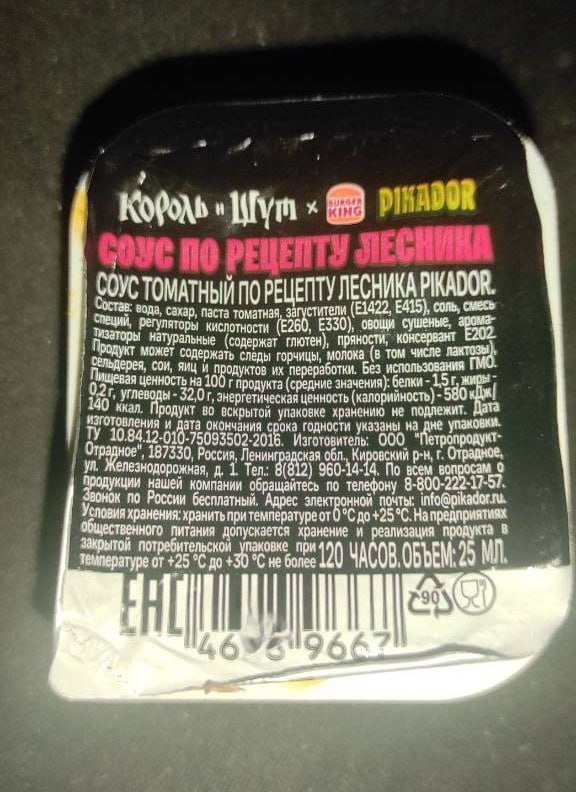 Король и Шут × BURGER KING PIKADOR
СОУС ПО РЕЦЕПТУ ЛЕСНИКА
СОУС ТОМАТНЫЙ ПО РЕЦЕПТУ ЛЕСНИКА PIKADOR.
Состав: вода, сахар, паста томатная, загустители (Е1422, Е415), соль, смесь
специй, регуляторы кислотности (Е260, Е330), овощи сушеные, арома-
тизаторы натуральные (содержат глютен), пряности, консервант Е202.
Продукт может содержать следы горчицы, молока (в том числе лактозы),
сельдерея, сои, яиц и продуктов их переработки. Без использования ГМО.
Пищевая ценность на 100 г продукта (средние значения): белки - 1,5 г, жиры -
0,2 г, углеводы - 32,0 г, энергетическая ценность (калорийность) - 580 кДж/
140 ккал. Продукт во вскрытой упаковке хранению не подлежит. Дата
изготовления и дата окончания срока годности указаны на дне упаковки.
ТУ 10.84.12-010-75093502-2016. Изготовитель: ООО "Петропродукт-
Отрадное", 187330, Россия, Ленинградская обл., Кировский р-н, г. Отрадное,
ул. Железнодорожная, д. 1. Тел.: 8(812) 960-14-14. По всем вопросам о
продукции нашей компании обращайтесь по телефону 8-800-222-17-57.
Звонок по России бесплатный. Адрес электронной почты: info@pikador.ru.
Условия хранения: хранить при температуре от 0 °С до +25 °С. На предприятиях
общественного питания допускается хранение и реализация продукта в
закрытой потребительской упаковке при
температуре от +25 °С до +30 °С не более 120 ЧАСОВ. ОБЪЕМ: 25 МЛ.
ЕАС 90
9667